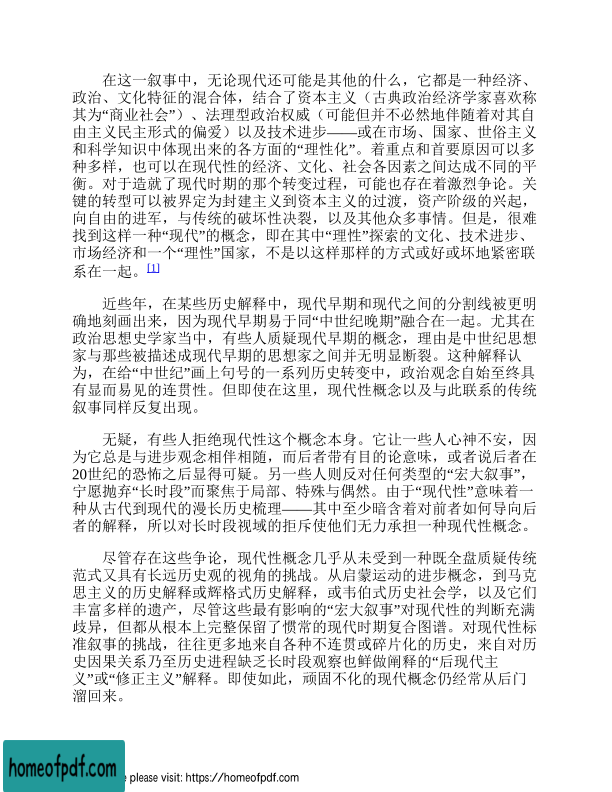 在这一叙事中，无论现代还可能是其他的什么，它都是一种经济、
政治、文化特征的混合体，结合了资本主义（古典政治经济学家喜欢称
其为“商业社会”）、法理型政治权威（可能但并不必然地伴随着对其自
由主义民主形式的偏爱）以及技术进步——或在市场、国家、世俗主义
和科学知识中体现出来的各方面的“理性化”。着重点和首要原因可以多
种多样，也可以在现代性的经济、文化、社会各因素之间达成不同的平
衡。对于造就了现代时期的那个转变过程，可能也存在着激烈争论。关
键的转型可以被界定为封建主义到资本主义的过渡，资产阶级的兴起，
向自由的进军，与传统的破坏性决裂，以及其他众多事情。但是，很难
找到这样一种“现代”的概念，即在其中“理性”探索的文化、技术进步、
市场经济和一个“理性”国家，不是以这样那样的方式或好或坏地紧密联
系在一起。[1]
近些年，在某些历史解释中，现代早期和现代之间的分割线被更明
确地刻画出来，因为现代早期易于同“中世纪晚期”融合在一起。尤其在
政治思想史学家当中，有些人质疑现代早期的概念，理由是中世纪思想
家与那些被描述成现代早期的思想家之间并无明显断裂。这种解释认
为，在给“中世纪”画上句号的一系列历史转变中，政治观念自始至终具
有显而易见的连贯性。但即使在这里，现代性概念以及与此联系的传统
叙事同样反复出现。
无疑，有些人拒绝现代性这个概念本身。它让一些人心神不安，因
为它总是与进步观念相伴相随，而后者带有目的论意味，或者说后者在
20世纪的恐怖之后显得可疑。另一些人则反对任何类型的“宏大叙事”，
宁愿抛弃“长时段”而聚焦于局部、特殊与偶然。由于“现代性”意味着一
种从古代到现代的漫长历史梳理——其中至少暗含着对前者如何导向后
者的解释，所以对长时段视域的拒斥使他们无力承担一种现代性概念。
尽管存在这些争论，现代性概念几乎从未受到一种既全盘质疑传统
范式又具有长远历史观的视角的挑战。从启蒙运动的进步概念，到马克
思主义的历史解释或辉格式历史解释，或韦伯式历史社会学，以及它们
丰富多样的遗产，尽管这些最有影响的“宏大叙事”对现代性的判断充满
歧异，但都从根本上完整保留了惯常的现代时期复合图谱。对现代性标
准叙事的挑战，往往更多地来自各种不连贯或碎片化的历史，来自对历
史因果关系乃至历史进程缺乏长时段观察也鲜做阐释的“后现代主
义”或“修正主义”解释。即使如此，顽固不化的现代概念仍经常从后门
溜回来。
homeofpdf.com
e please visit: https://homeofpdf.com